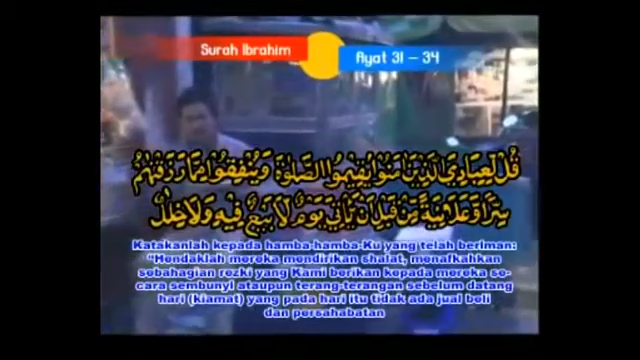 Surah Ibrahim
Ayat 31 – 34
قُل لِّعِبَادِىَ الَّذِينَ ءَامَنُوا۟ يُقِيمُوا۟ الصَّلَوٰةَ وَيُنفِقُوا۟ مِمَّا رَزَقْنَٰهُمْ
سِرًّا وَعَلَانِيَةً مِّن قَبْلِ أَن يَأْتِىَ يَوْمٌ لَّا بَيْعٌ فِيهِ وَلَا خِلَٰلٌ
Katakanlah kepada hamba-hamba-Ku yang telah beriman:
"Hendaklah mereka mendirikan shalat, menafkahkan
sebahagian rezki yang Kami berikan kepada mereka se-
cara sembunyi ataupun terang-terangan sebelum datang
hari (kiamat) yang pada hari itu tidak ada jual beli
dan persahabatan